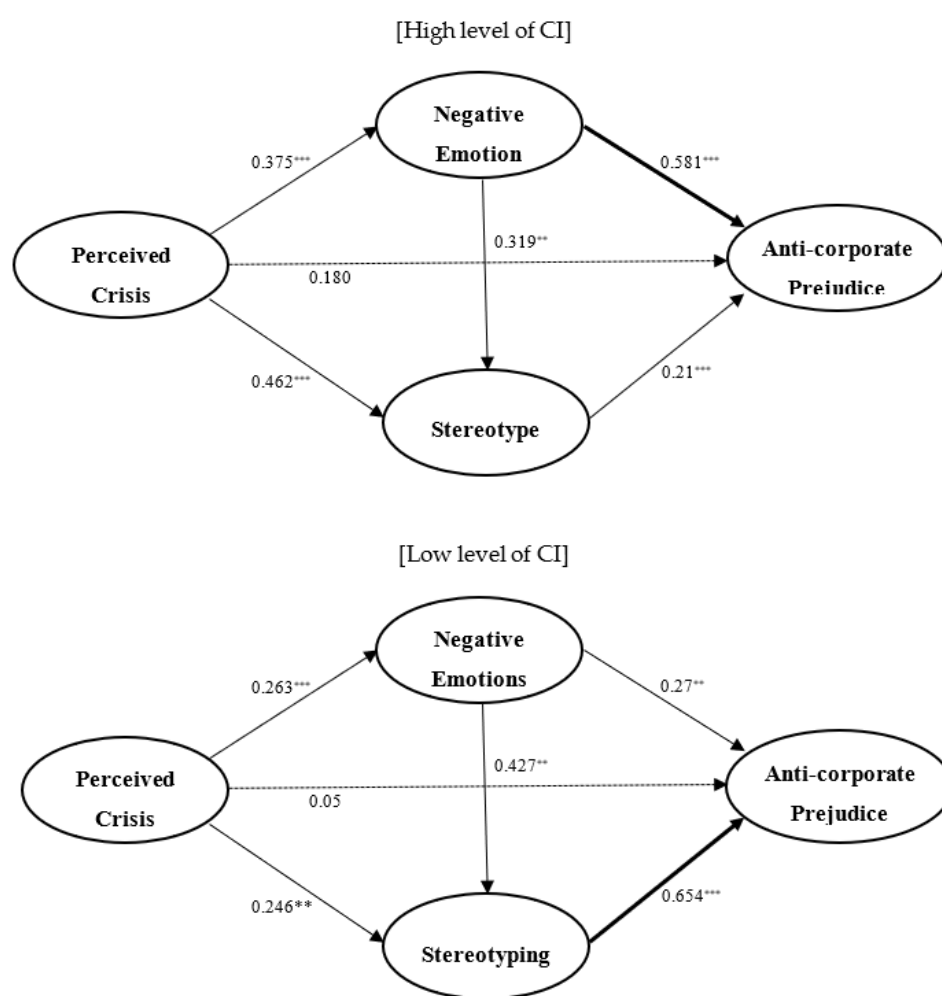 [High level of CI]
Negative
Emotion
0.375***
0.581***
Perceived
Crisis
0.319**
0.180
Anti-corporate
Prejudice
0.462***
0.21***
Stereotype
[Low level of CI]
Negative
Emotions
0.263***
0.27**
Perceived
Crisis
0.427**
0.05
Anti-corporate
Prejudice
0.246**
0.654***
Stereotyping